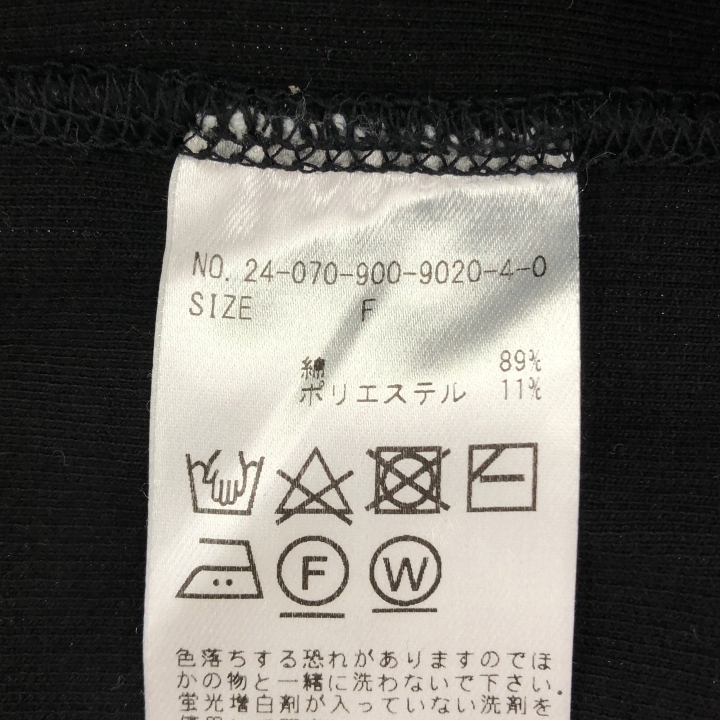 NO. 24-070-900-9020-4-0
SIZE F
綿 89%
ポリエステル 11%
F W
色落ちする恐れがありますのでほ
かの物と一緒に洗わないで下さい.
蛍光増白剤が入っていない洗剤を